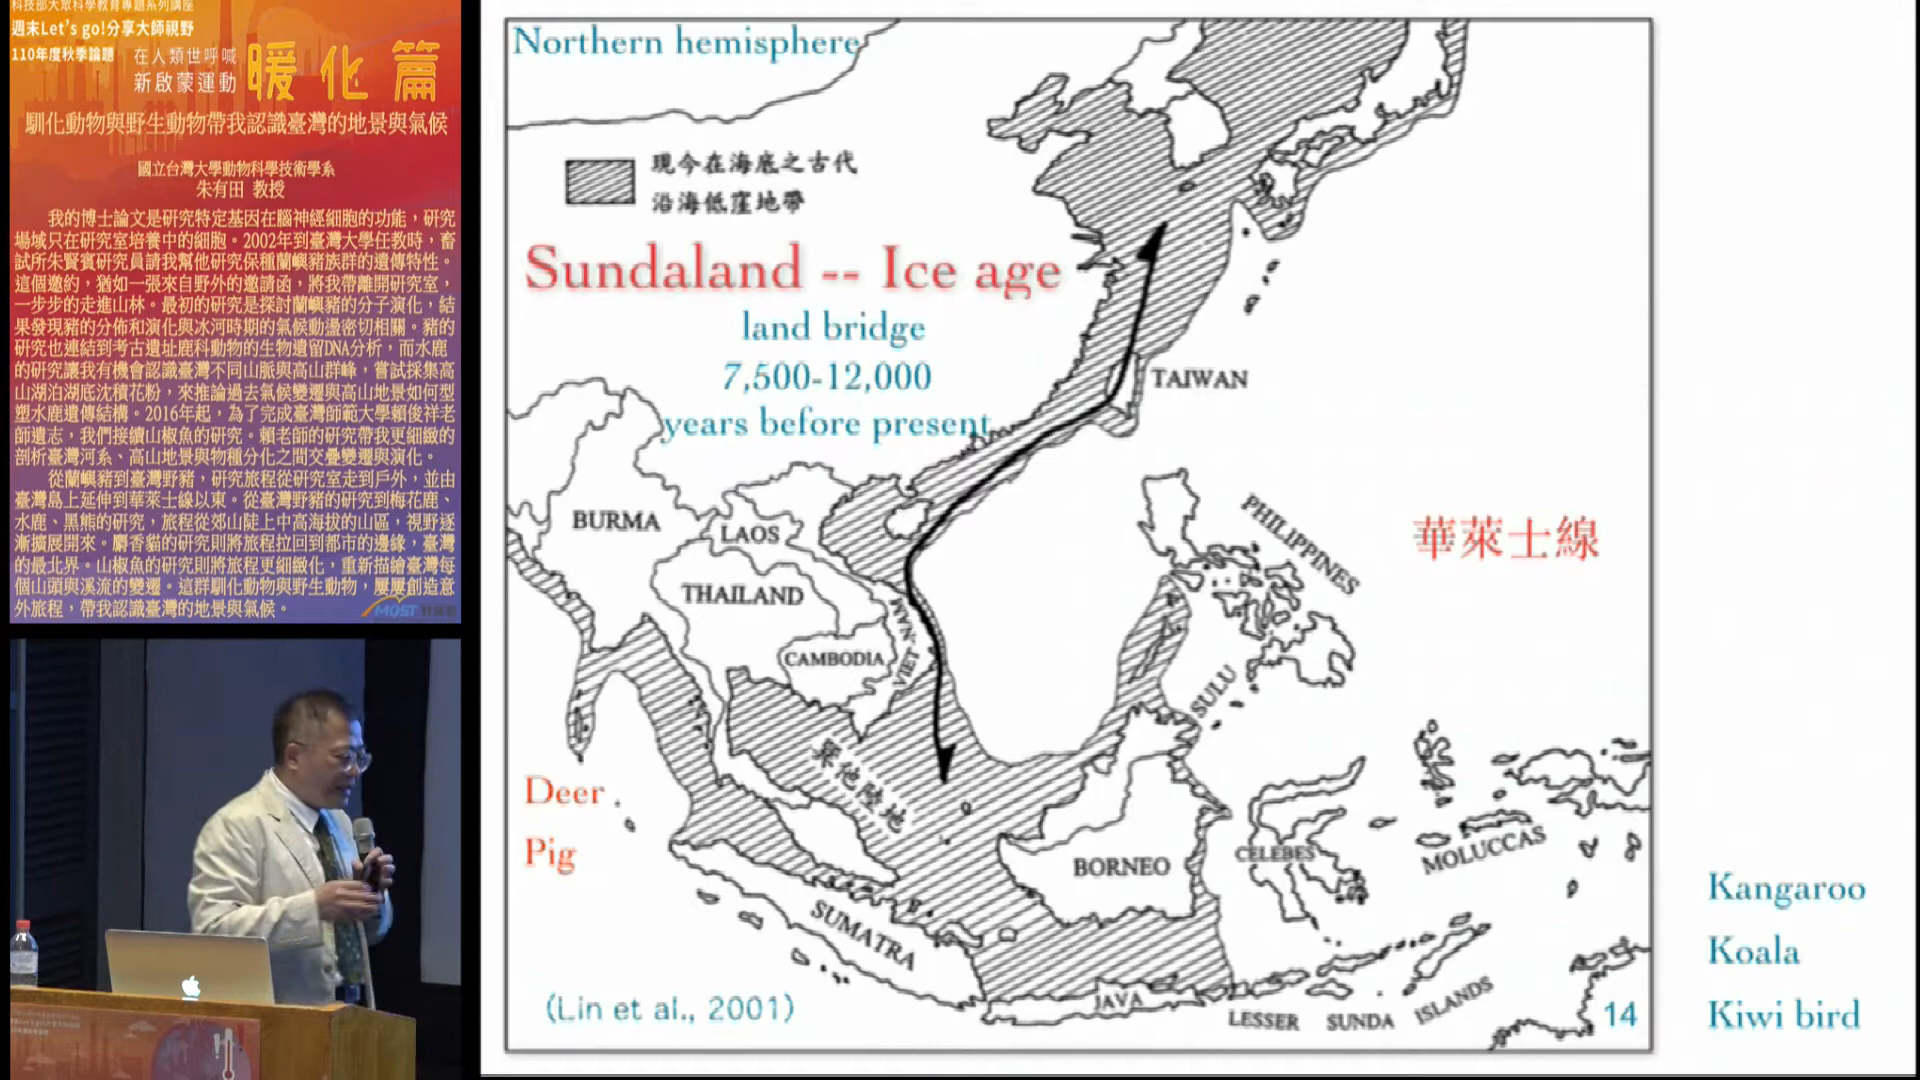 科技部大眾科學教育專題系列講座
週末Let's go!分享大師視野
110年度秋季論題
在人類世呼喊
新啟蒙運動
暖化篇
馴化動物與野生動物帶我認識臺灣的地景與氣候
國立台灣大學動物科學技術學系
朱有田 教授
我的博士論文是研究特定基因在腦神經細胞的功能，研究
場域只在研究室培養中的細胞。2002年到臺灣大學任教時，畜
試所朱賢賓研究員請我幫他研究保種蘭嶼豬族群的遺傳特性。
這個邀約，猶如一張來自野外的邀請函，將我帶離開研究室，
一步步的走進山林。最初的研究是探討蘭嶼豬的分子演化，結
果發現豬的分佈和演化與冰河時期的氣候動盪密切相關。豬的
研究也連結到考古遺址鹿科動物的生物遺留DNA分析，而水鹿
的研究讓我有機會認識臺灣不同山脈與高山群峰，嘗試採集高
山湖泊湖底沈積花粉，來推論過去氣候變遷與高山地景如何型
塑水鹿遺傳結構。2016年起，為了完成臺灣師範大學賴俊祥老
師遺志，我們接續山椒魚的研究。賴老師的研究帶我更細緻的
剖析臺灣河系、高山地景與物種分化之間交疊變遷與演化。
從蘭嶼豬到臺灣野豬，研究旅程從研究室走到戶外，並由
臺灣島上延伸到華萊士線以東。從臺灣野豬的研究到梅花鹿、
水鹿、黑熊的研究，旅程從郊山陡上中高海拔的山區，視野逐
漸擴展開來。麝香貓的研究則將旅程拉回到都市的邊緣，臺灣
的最北界。山椒魚的研究則將旅程更細緻化，重新描繪臺灣每
個山頭與溪流的變遷。這群馴化動物與野生動物，屢屢創造意
外旅程，帶我認識臺灣的地景與氣候。
MOST
Northern hemisphere
現今在海底之古代
沿海低窪地帶
Sundaland -- Ice age
land bridge
7,500-12,000
years before present
TAIWAN
BURMA
LAOS
THAILAND
CAMBODIA
VIET NAM
PHILIPPINES
華萊士線
SULU
巽他陸地
Deer
Pig
BORNEO
CELEBES
MOLUCCAS
SUMATRA
JAVA
LESSER SUNDA ISLANDS
(Lin et al., 2001)
14
Kangaroo
Koala
Kiwi bird